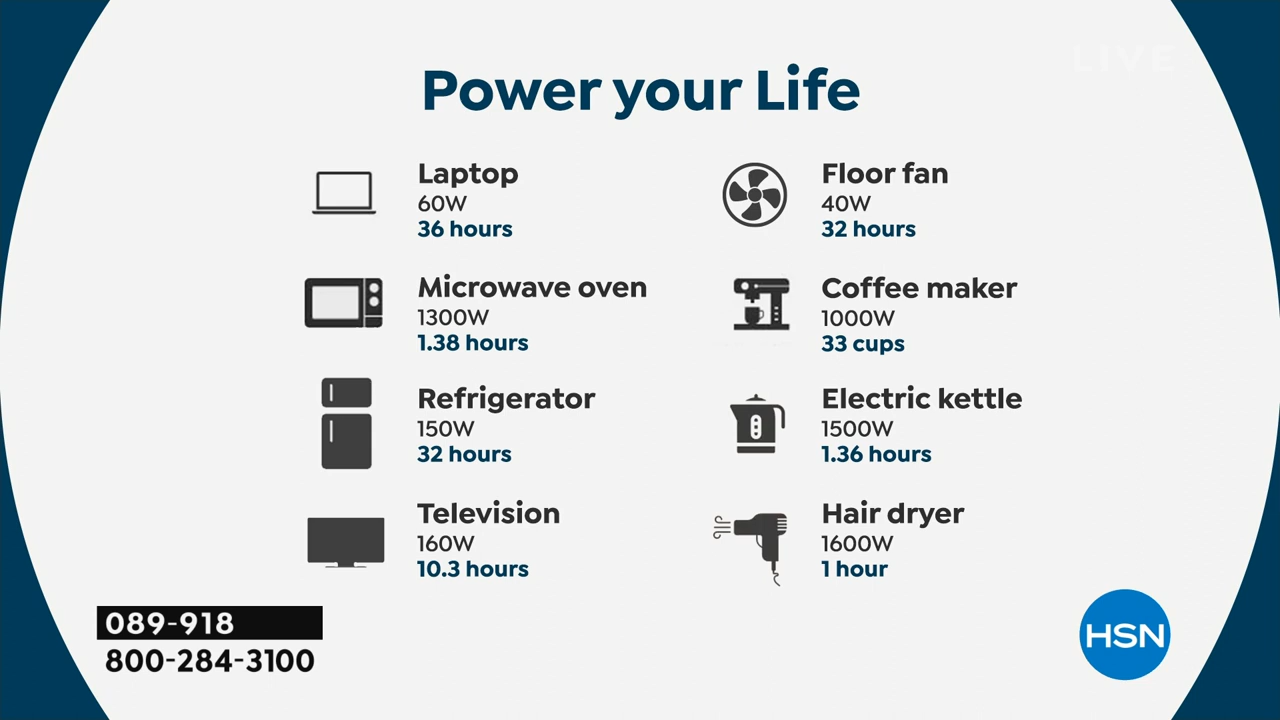 LIVE
Power your Life
Laptop
60W
36 hours
Floor fan
40W
32 hours
Microwave oven
1300W
1.38 hours
Coffee maker
1000W
33 cups
Refrigerator
150W
32 hours
Electric kettle
1500W
1.36 hours
Television
160W
10.3 hours
Hair dryer
1600W
1 hour
089-918
800-284-3100
HSN